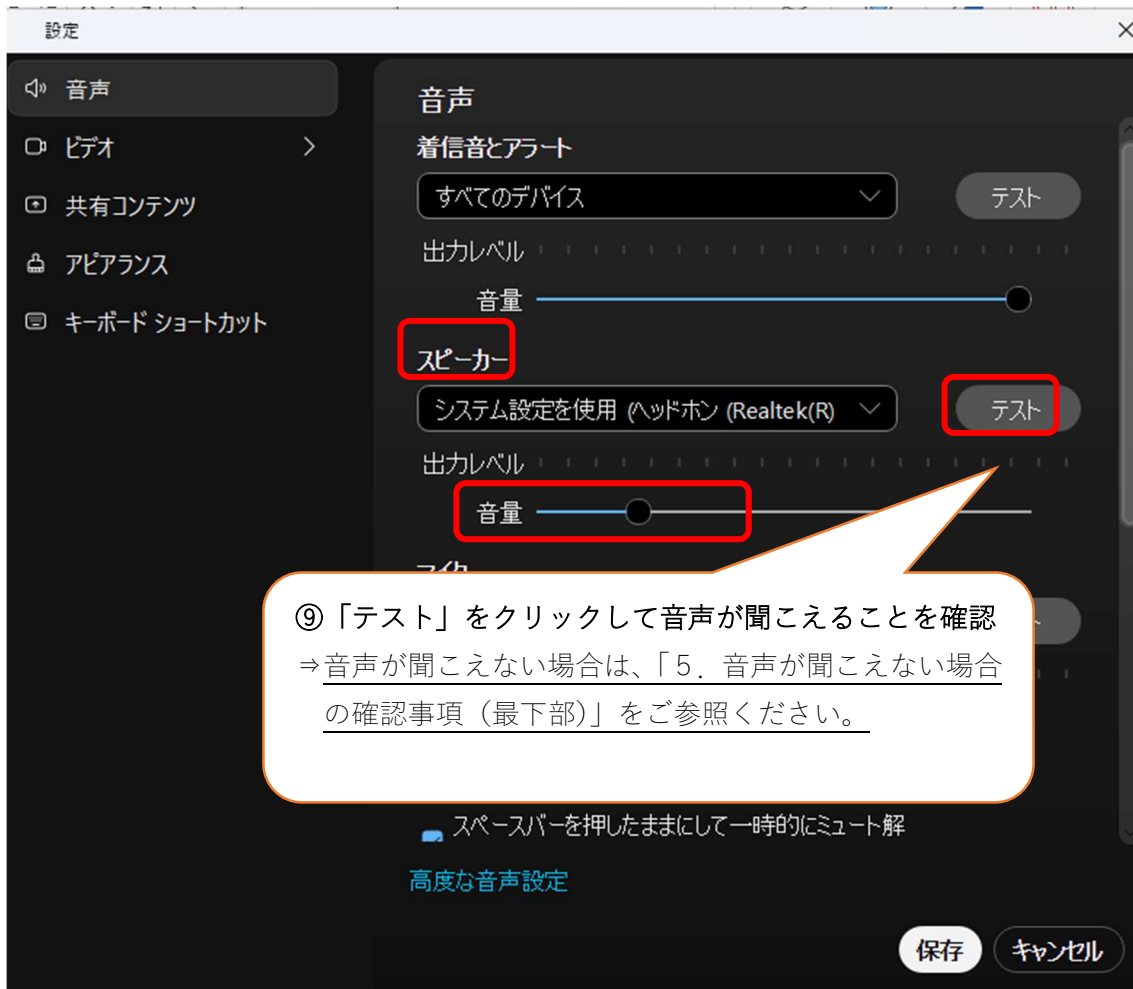 設定
音声
ビデオ
共有コンテンツ
アピアランス
キーボード ショートカット
音声
着信音とアラート
すべてのデバイス
テスト
出力レベル
音量
スピーカー
システム設定を使用 (ヘッドホン (Realtek(R)
テスト
出力レベル
音量
マイク
⑨「テスト」をクリックして音声が聞こえることを確認
⇒音声が聞こえない場合は、「５．音声が聞こえない場合
の確認事項（最下部）」をご参照ください。
スペースバーを押したままにして一時的にミュート解
高度な音声設定
保存
キャンセル